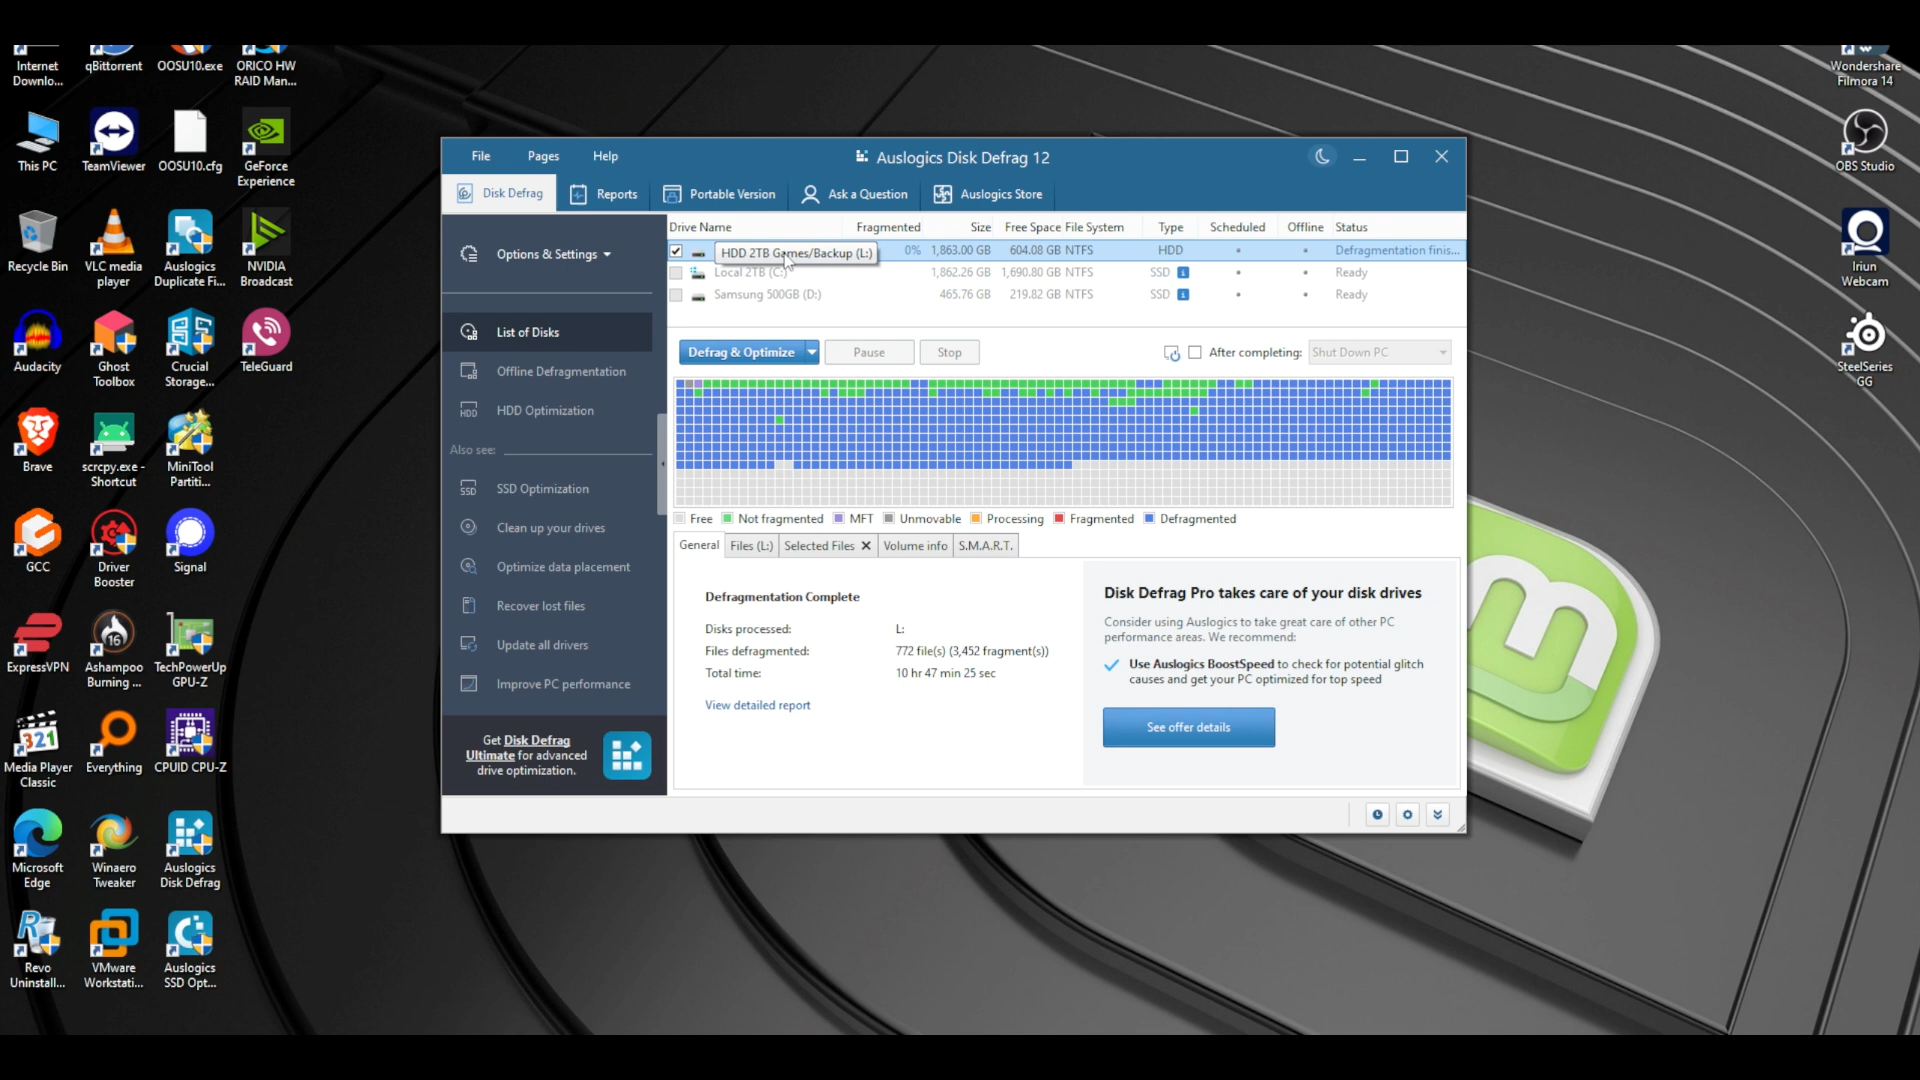 Internet
Downlo...
qBittorrent
OOSU10.exe
ORICO HW
RAID Man...
This PC
TeamViewer
OOSU10.cfg
GeForce
Experience
Recycle Bin
VLC media
player
Auslogics
Duplicate Fi...
NVIDIA
Broadcast
Audacity
Ghost
Toolbox
Crucial
Storage...
TeleGuard
Brave
scrcpy.exe -
Shortcut
MiniTool
Partiti...
GCC
Driver
Booster
Signal
ExpressVPN
16
Ashampoo
Burning ...
TechPowerUp
GPU-Z
321
Media Player
Classic
Everything
CPUID CPU-Z
Microsoft
Edge
Winaero
Tweaker
Auslogics
Disk Defrag
Revo
Uninstall...
VMware
Workstati...
Auslogics
SSD Opt...
File Pages Help
Auslogics Disk Defrag 12
Disk Defrag
Reports
Portable Version
Ask a Question
Auslogics Store
Options & Settings
List of Disks
Offline Defragmentation
HDD
HDD Optimization
Also see:
SSD
SSD Optimization
Clean up your drives
Optimize data placement
Recover lost files
Update all drivers
Improve PC performance
Get Disk Defrag
Ultimate for advanced
drive optimization.
Drive Name Fragmented Size Free Space File System Type Scheduled Offline Status
HDD 2TB Games/Backup (L:) 0% 1,863.00 GB 604.08 GB NTFS HDD Defragmentation finis...
Local 2TB (C:) 1,862.26 GB 1,690.80 GB NTFS SSD Ready
Samsung 500GB (D:) 465.76 GB 219.82 GB NTFS SSD Ready
Defrag & Optimize Pause Stop After completing: Shut Down PC
Free Not fragmented MFT Unmovable Processing Fragmented Defragmented
General Files (L:) Selected Files Volume info S.M.A.R.T.
Defragmentation Complete
Disks processed: L:
Files defragmented: 772 file(s) (3,452 fragment(s))
Total time: 10 hr 47 min 25 sec
View detailed report
Disk Defrag Pro takes care of your disk drives
Consider using Auslogics to take great care of other PC
performance areas. We recommend:
Use Auslogics BoostSpeed to check for potential glitch
causes and get your PC optimized for top speed
See offer details
Wondershare
Filmora 14
OBS Studio
Iriun
Webcam
SteelSeries
GG